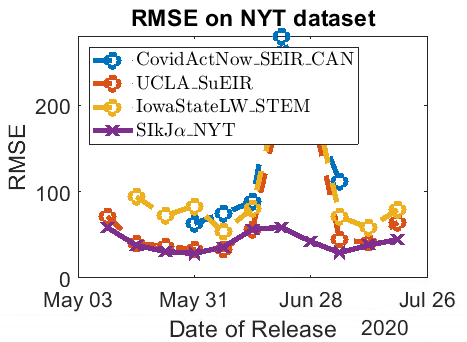 RMSE on NYT dataset
CovidActNow_SEIR_CAN
UCLA_SuEIR
IowaStateLW_STEM
SIkJα_NYT
RMSE
200
100
0
May 03 May 31 Jun 28 Jul 26
Date of Release 2020